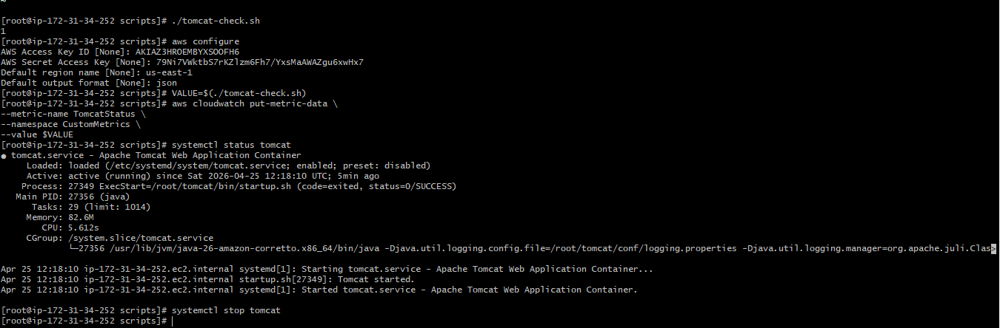 ~
[root@ip-172-31-34-252 scripts]# ./tomcat-check.sh
1
[root@ip-172-31-34-252 scripts]# aws configure
AWS Access Key ID [None]: AKIAZ3HROEMBYXSOOFH6
AWS Secret Access Key [None]: 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
Default region name [None]: us-east-1
Default output format [None]: json
[root@ip-172-31-34-252 scripts]# VALUE=$(./tomcat-check.sh)
[root@ip-172-31-34-252 scripts]# aws cloudwatch put-metric-data \
--metric-name TomcatStatus \
--namespace CustomMetrics \
--value $VALUE
[root@ip-172-31-34-252 scripts]# systemctl status tomcat
● tomcat.service - Apache Tomcat Web Application Container
Loaded: loaded (/etc/systemd/system/tomcat.service; enabled; preset: disabled)
Active: active (running) since Sat 2026-04-25 12:18:10 UTC; 5min ago
Process: 27349 ExecStart=/root/tomcat/bin/startup.sh (code=exited, status=0/SUCCESS)
Main PID: 27356 (java)
Tasks: 29 (limit: 1014)
Memory: 82.6M
CPU: 5.612s
CGroup: /system.slice/tomcat.service
└─27356 /usr/lib/jvm/java-26-amazon-corretto.x86_64/bin/java -Djava.util.logging.config.file=/root/tomcat/conf/logging.properties -Djava.util.logging.manager=org.apache.juli.Clas>
Apr 25 12:18:10 ip-172-31-34-252.ec2.internal systemd[1]: Starting tomcat.service - Apache Tomcat Web Application Container...
Apr 25 12:18:10 ip-172-31-34-252.ec2.internal startup.sh[27349]: Tomcat started.
Apr 25 12:18:10 ip-172-31-34-252.ec2.internal systemd[1]: Started tomcat.service - Apache Tomcat Web Application Container.
[root@ip-172-31-34-252 scripts]# systemctl stop tomcat
[root@ip-172-31-34-252 scripts]#